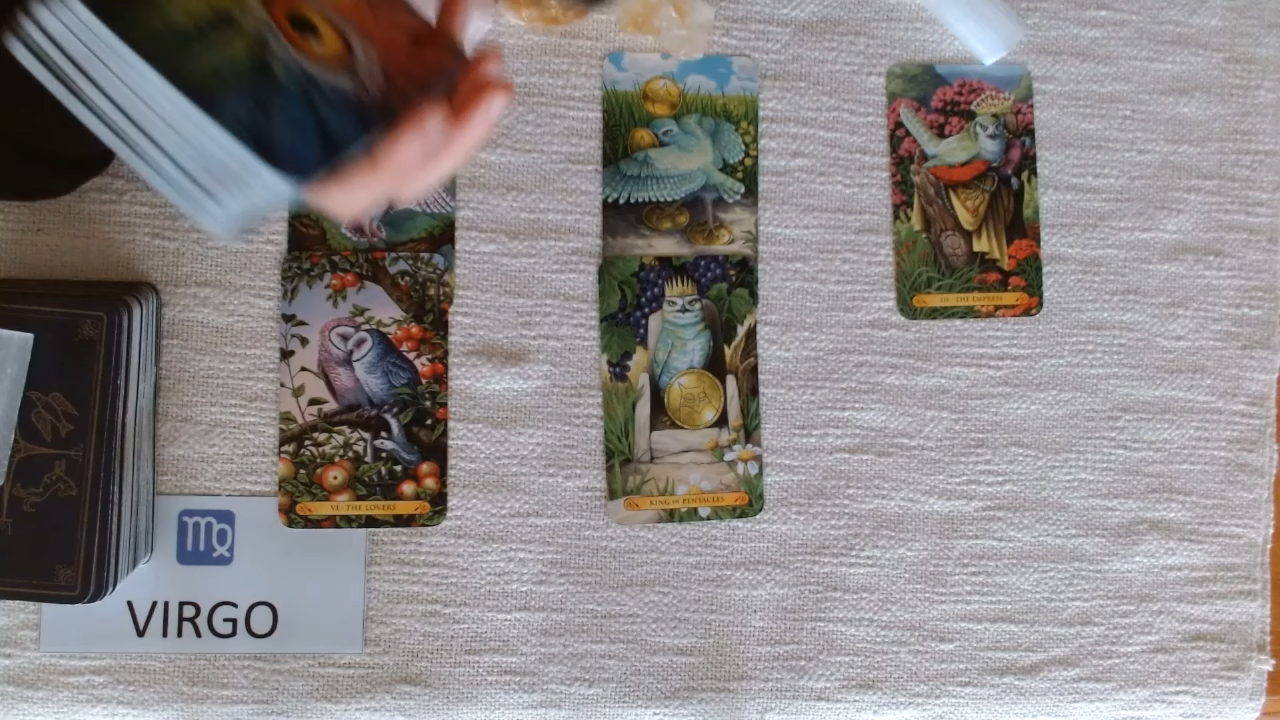 III · THE EMPRESS
VI · THE LOVERS
KING OF PENTACLES
VIRGO